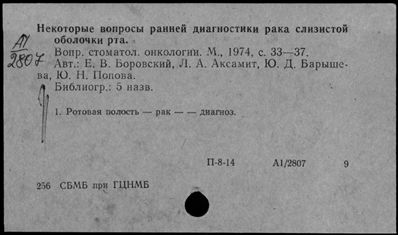 Некоторые вопросы ранней диагностики рака слизистой
оболочки рта.
А1
2807
Вопр. стоматол. онкологии. М., 1974, с. 33—37.
Авт.: Е. В. Боровский, Л. А. Аксамит, Ю. Д. Барыше-
ва, Ю. Н. Попова.
Библиогр.: 5 назв.
1. Ротовая полость — рак — — диагноз.
П-8-14 А1/2807 9
256 СБМБ при ГЦНМБ